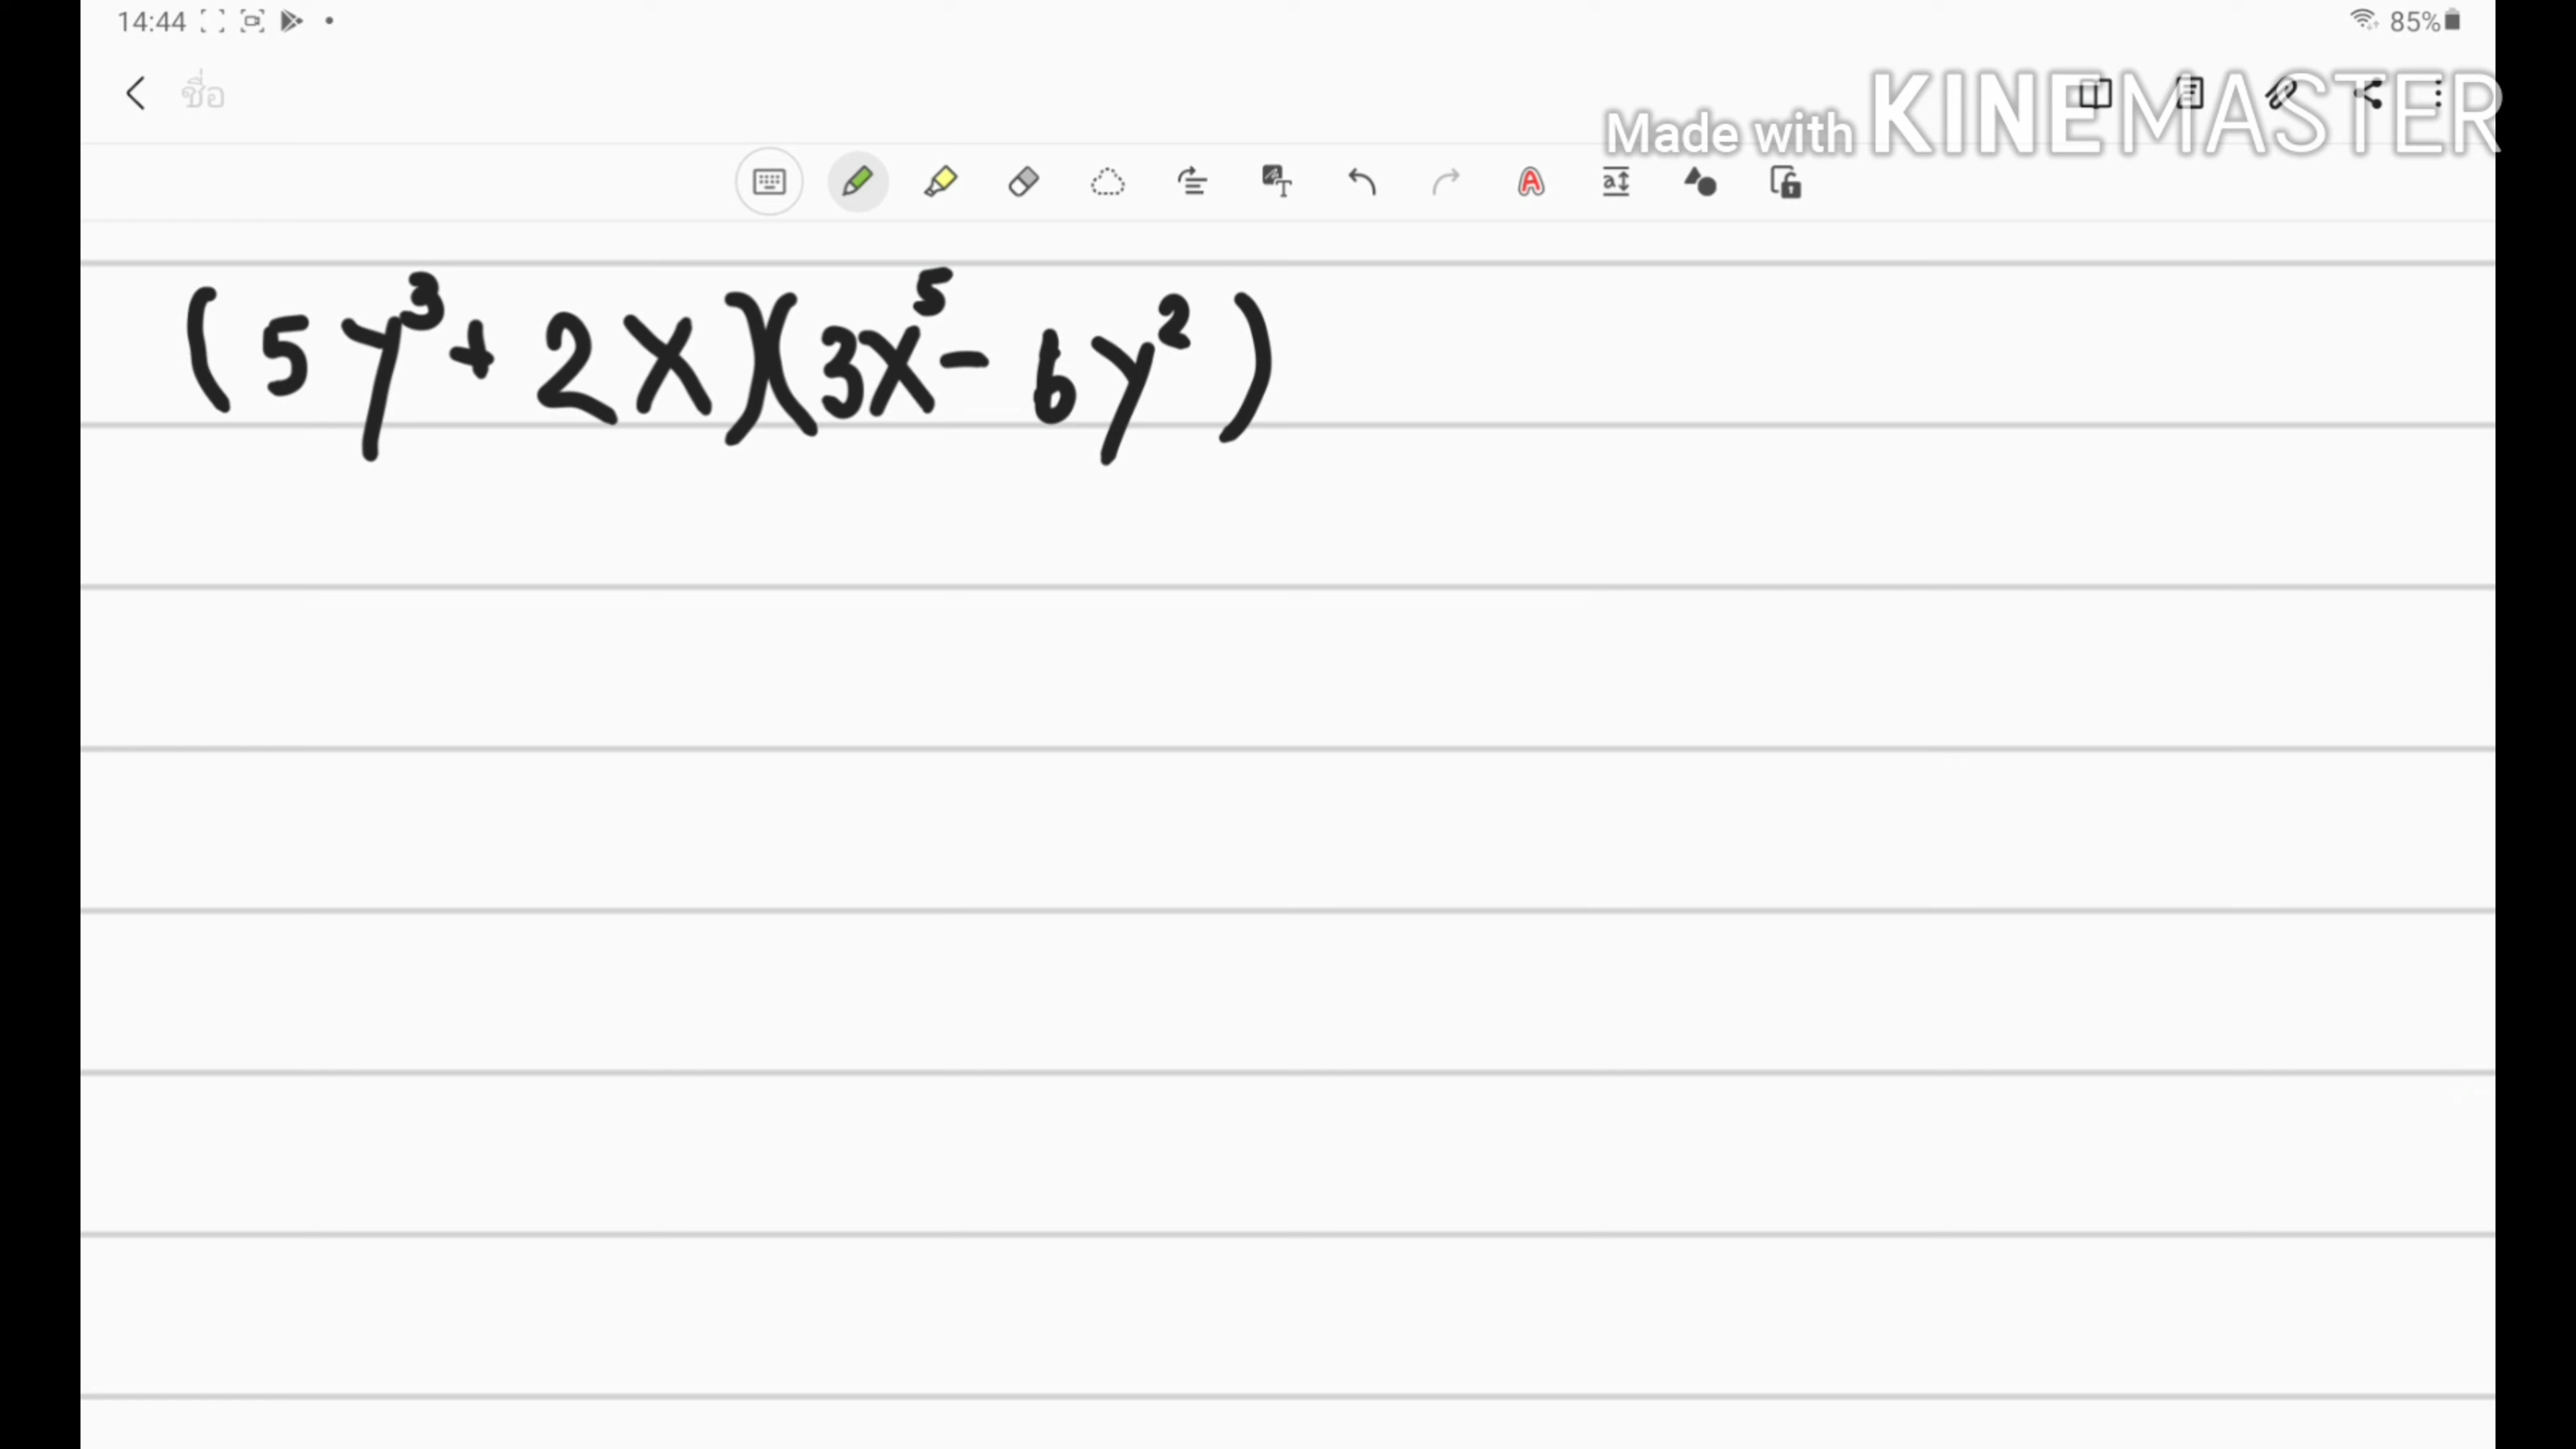 14:44 85%
ชื่อ
Made with KINEMASTER
(5y³+ 2x)(3x⁵- 6y²)